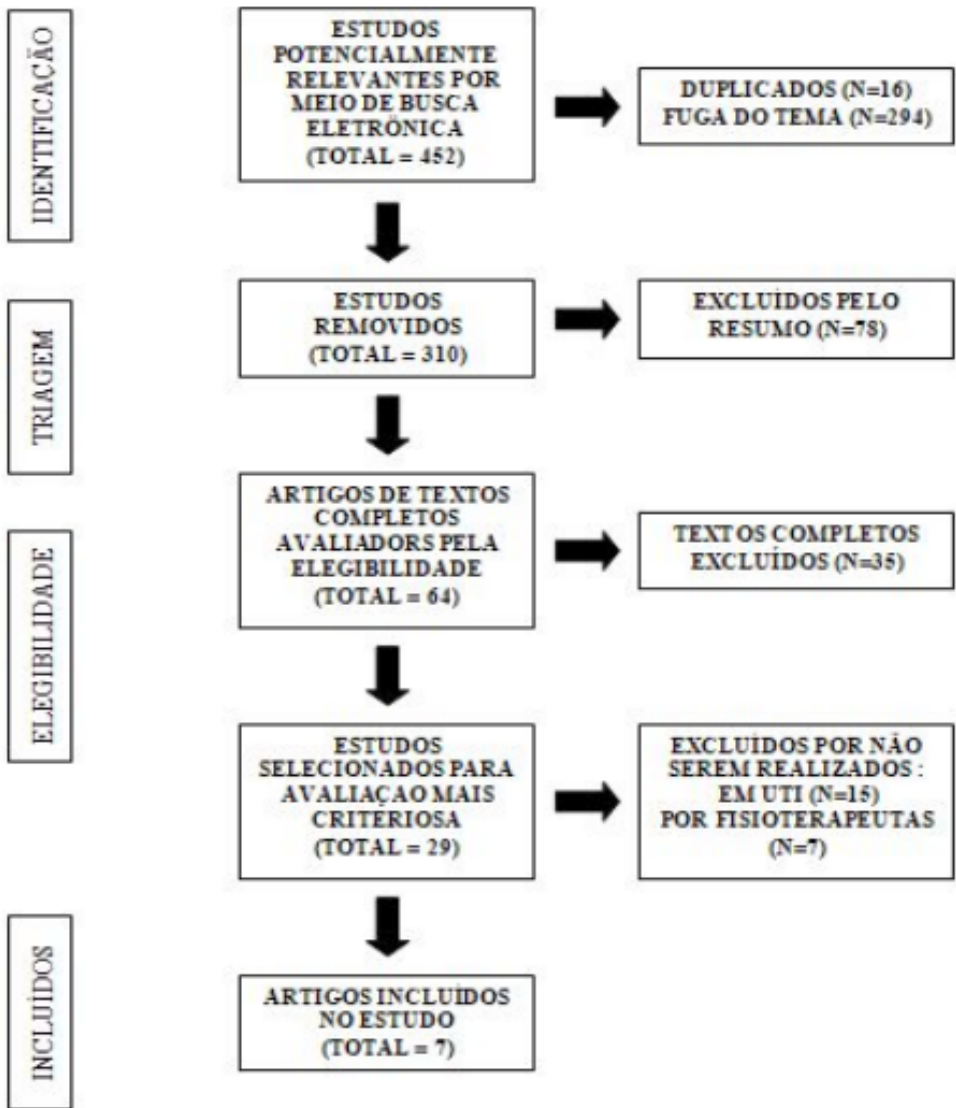 IDENTIFICAÇÃO
ESTUDOS
POTENCIALMENTE
RELEVANTES POR
MEIO DE BUSCA
ELETRÔNICA
(TOTAL = 452)
DUPLICADOS (N=16)
FUGA DO TEMA (N=294)
TRIAGEM
ESTUDOS
REMOVIDOS
(TOTAL = 310)
EXCLUÍDOS PELO
RESUMO (N=78)
ELEGIBILIDADE
ARTIGOS DE TEXTOS
COMPLETOS
AVALIADORS PELA
ELEGIBILIDADE
(TOTAL = 64)
TEXTOS COMPLETOS
EXCLUÍDOS (N=35)
ESTUDOS
SELECIONADOS PARA
AVALIAÇAO MAIS
CRITERIOSA
(TOTAL = 29)
EXCLUÍDOS POR NÃO
SEREM REALIZADOS :
EM UTI (N=15)
POR FISIOTERAPEUTAS
(N=7)
INCLUÍDOS
ARTIGOS INCLUÍDOS
NO ESTUDO
(TOTAL = 7)